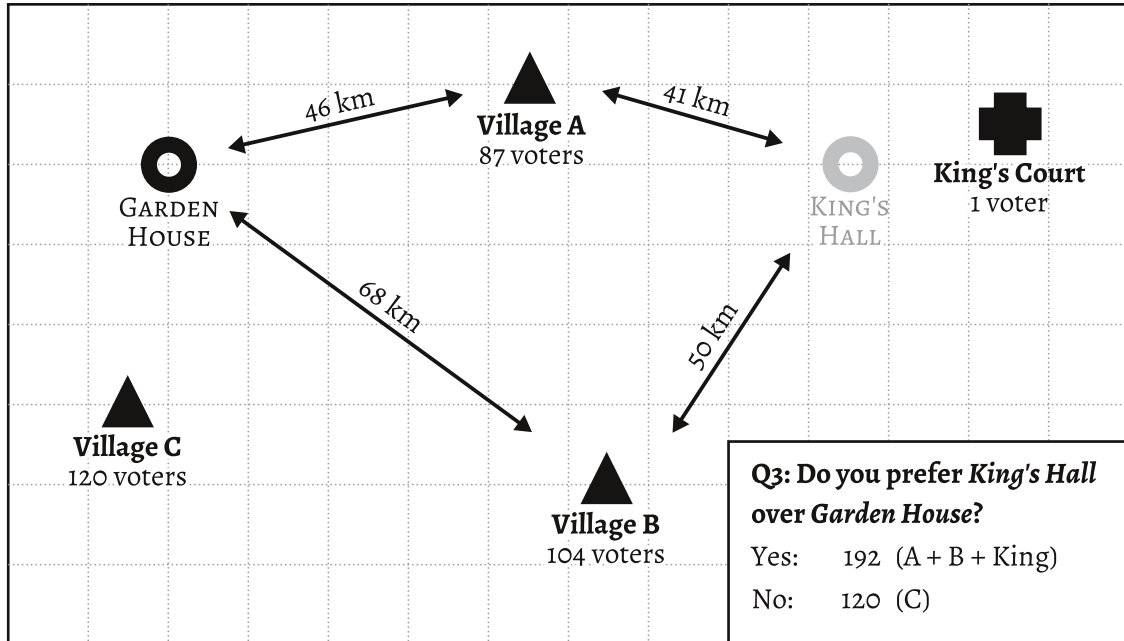 46 km
41 km
Village A
87 voters
King's Court
1 voter
Garden
House
King's
Hall
68 km
50 km
Village C
120 voters
Village B
104 voters
Q3: Do you prefer King's Hall
over Garden House?
Yes: 192 (A + B + King)
No: 120 (C)